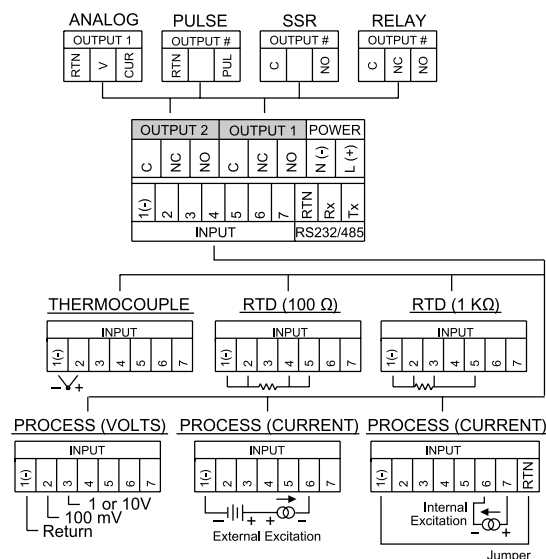 ANALOG PULSE SSR RELAY
OUTPUT 1 OUTPUT # OUTPUT # OUTPUT #
RTN V CUR RTN PUL C NO C NC NO
OUTPUT 2 OUTPUT 1 POWER
C NC NO C NC NO N (-) L (+)
1(-) 2 3 4 5 6 7 RTN Rx Tx
INPUT RS232/485
THERMOCOUPLE RTD (100 Ω) RTD (1 KΩ)
INPUT INPUT INPUT
1(-) 2 3 4 5 6 7 1(-) 2 3 4 5 6 7 1(-) 2 3 4 5 6 7
- +
PROCESS (VOLTS) PROCESS (CURRENT) PROCESS (CURRENT)
INPUT INPUT INPUT
1(-) 2 3 4 5 6 7 1(-) 2 3 4 5 6 7 1(-) 2 3 4 5 6 7 RTN
1 or 10V
100 mV
Return
- + + -
External Excitation
Internal
Excitation
- +
Jumper